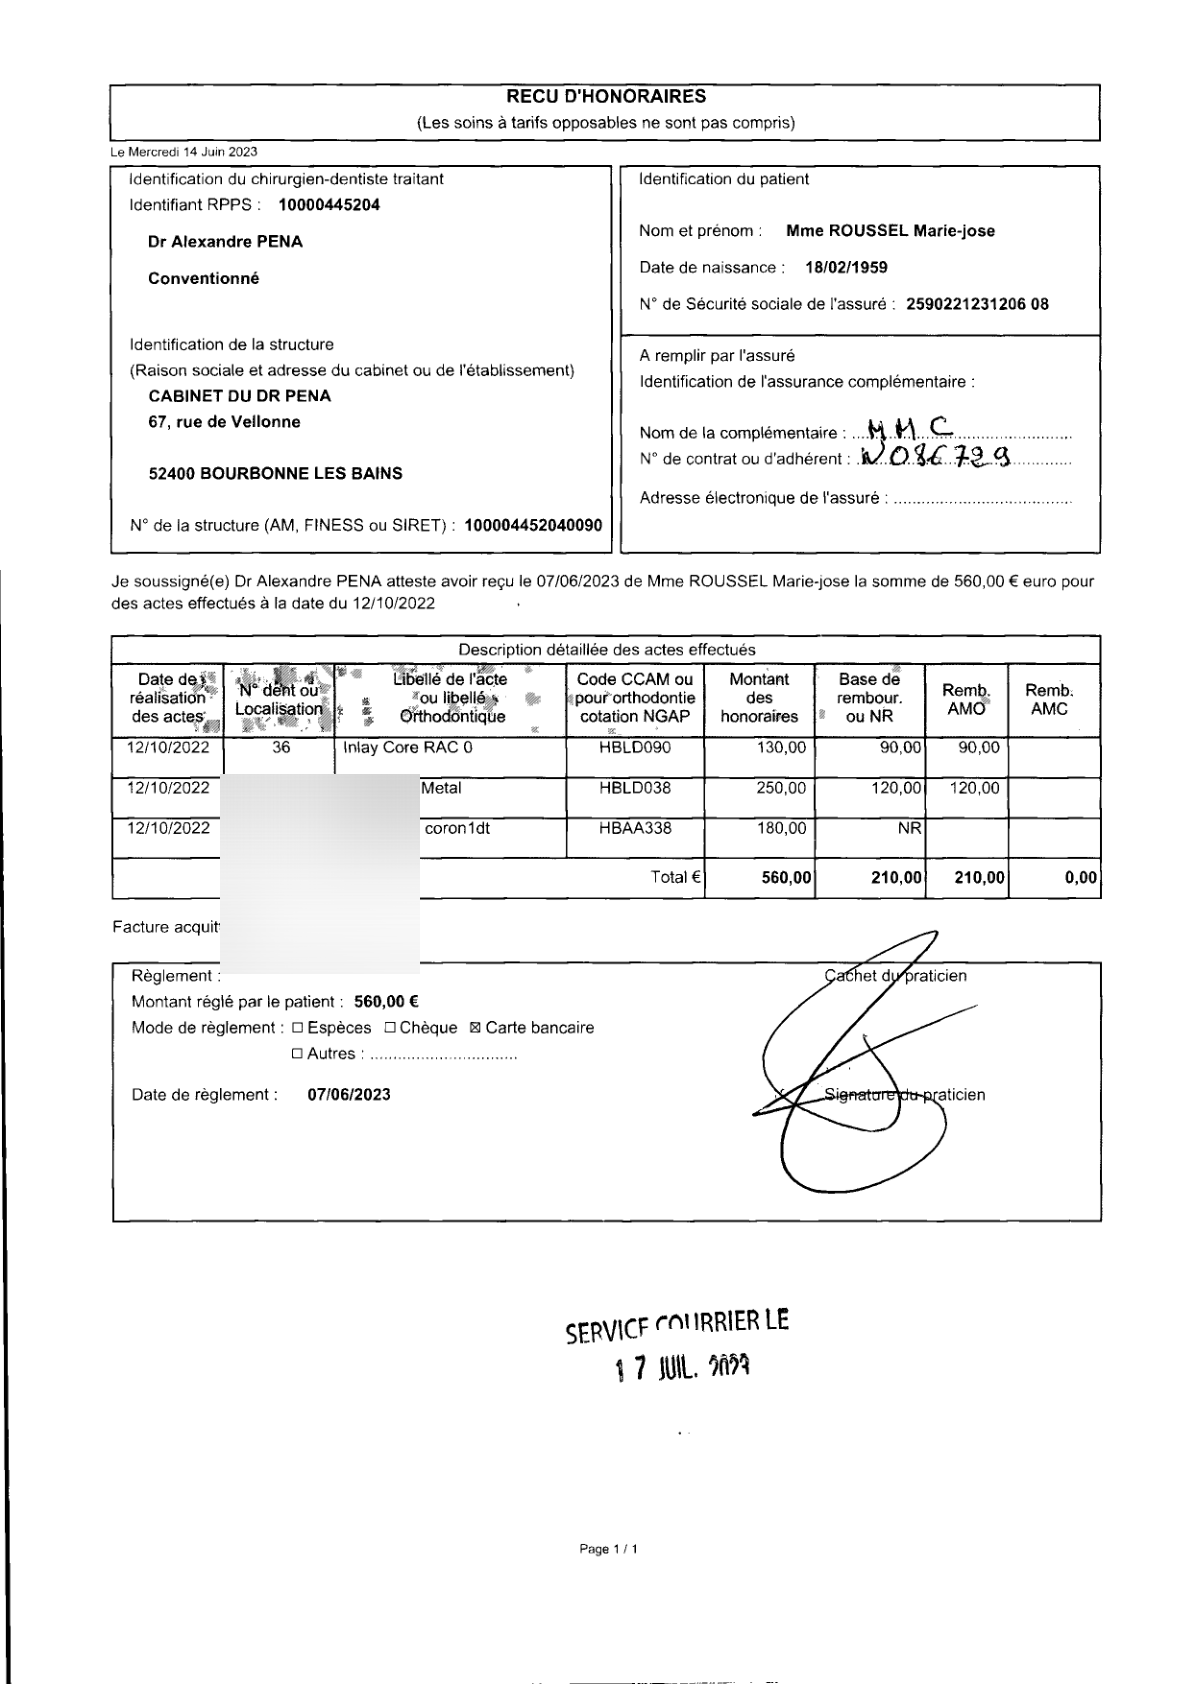 RECU D'HONORAIRES
(Les soins à tarifs opposables ne sont pas compris)
Le Mercredi 14 Juin 2023
Identification du chirurgien-dentiste traitant
Identifiant RPPS : 10000445204
Dr Alexandre PENA
Conventionné
Identification de la structure
(Raison sociale et adresse du cabinet ou de l'établissement)
CABINET DU DR PENA
67, rue de Vellonne
52400 BOURBONNE LES BAINS
N° de la structure (AM, FINESS ou SIRET) : 100004452040090
Identification du patient
Nom et prénom : Mme ROUSSEL Marie-jose
Date de naissance : 18/02/1959
N° de Sécurité sociale de l'assuré : 2590221231206 08
A remplir par l'assuré
Identification de l'assurance complémentaire :
Nom de la complémentaire : MMC
N° de contrat ou d'adhérent :
Adresse électronique de l'assuré :
Je soussigné(e) Dr Alexandre PENA atteste avoir reçu le 07/06/2023 de Mme ROUSSEL Marie-jose la somme de 560,00 € euro pour
des actes effectués à la date du 12/10/2022
Description détaillée des actes effectués
Date de réalisation des actes N° dent ou Localisation Libellé de l'acte ou libellé Orthodontique Code CCAM ou pour orthodontie cotation NGAP Montant des honoraires Base de rembour. ou NR Remb. AMO Remb. AMC
12/10/2022 36 Inlay Core RAC 0 HBLD090 130,00 90,00 90,00
12/10/2022 Metal HBLD038 250,00 120,00 120,00
12/10/2022 coron1dt HBAA338 180,00 NR
Total € 560,00 210,00 210,00 0,00
Facture acquit
Règlement :
Montant réglé par le patient : 560,00 €
Mode de règlement : ☐ Espèces ☐ Chèque ☒ Carte bancaire
☐ Autres :
Date de règlement : 07/06/2023
Cachet du praticien
Signature du praticien
SERVICE COURRIER LE
17 JUIL. 2023
Page 1 / 1